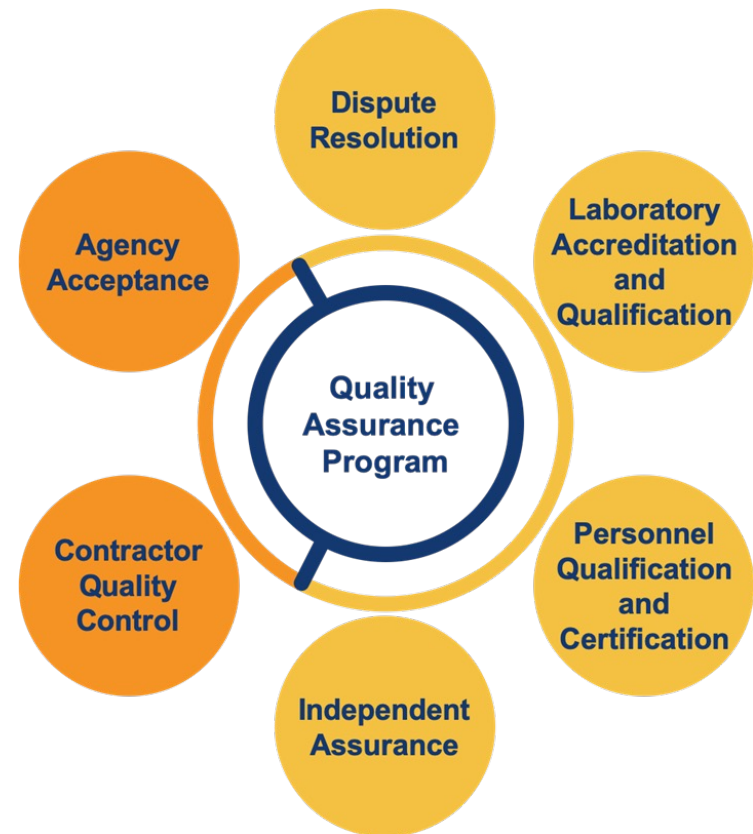 Dispute
Resolution
Agency
Acceptance
Laboratory
Accreditation
and
Qualification
Quality
Assurance
Program
Contractor
Quality
Control
Personnel
Qualification
and
Certification
Independent
Assurance